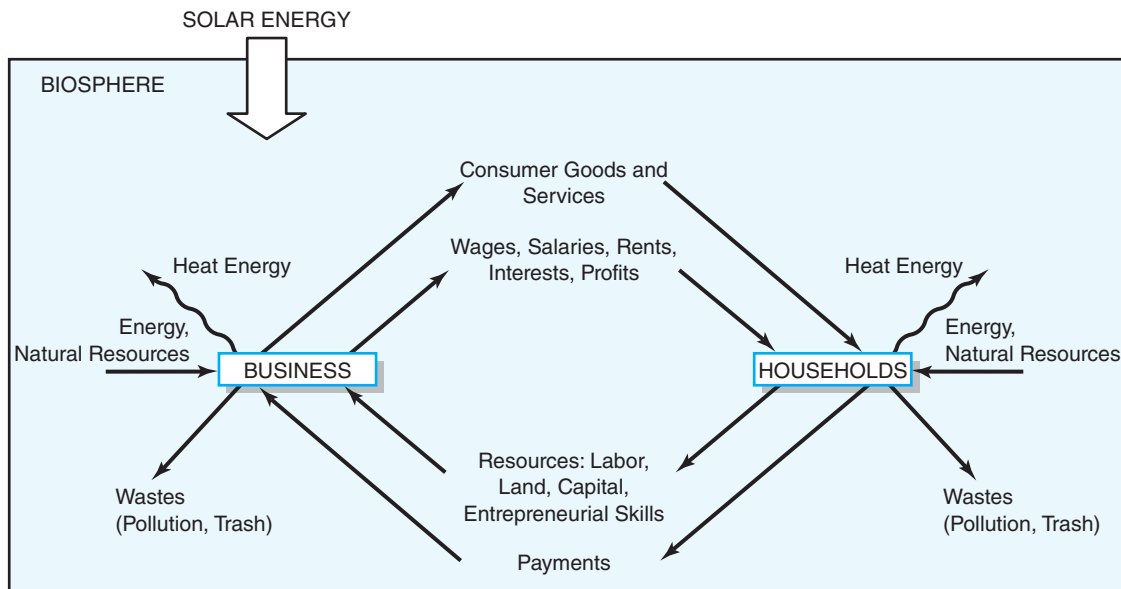 SOLAR ENERGY
BIOSPHERE
Consumer Goods and
Services
Wages, Salaries, Rents,
Interests, Profits
Heat Energy
Heat Energy
Energy,
Natural Resources
Energy,
Natural Resources
BUSINESS
HOUSEHOLDS
Resources: Labor,
Land, Capital,
Entrepreneurial Skills
Wastes
(Pollution, Trash)
Wastes
(Pollution, Trash)
Payments